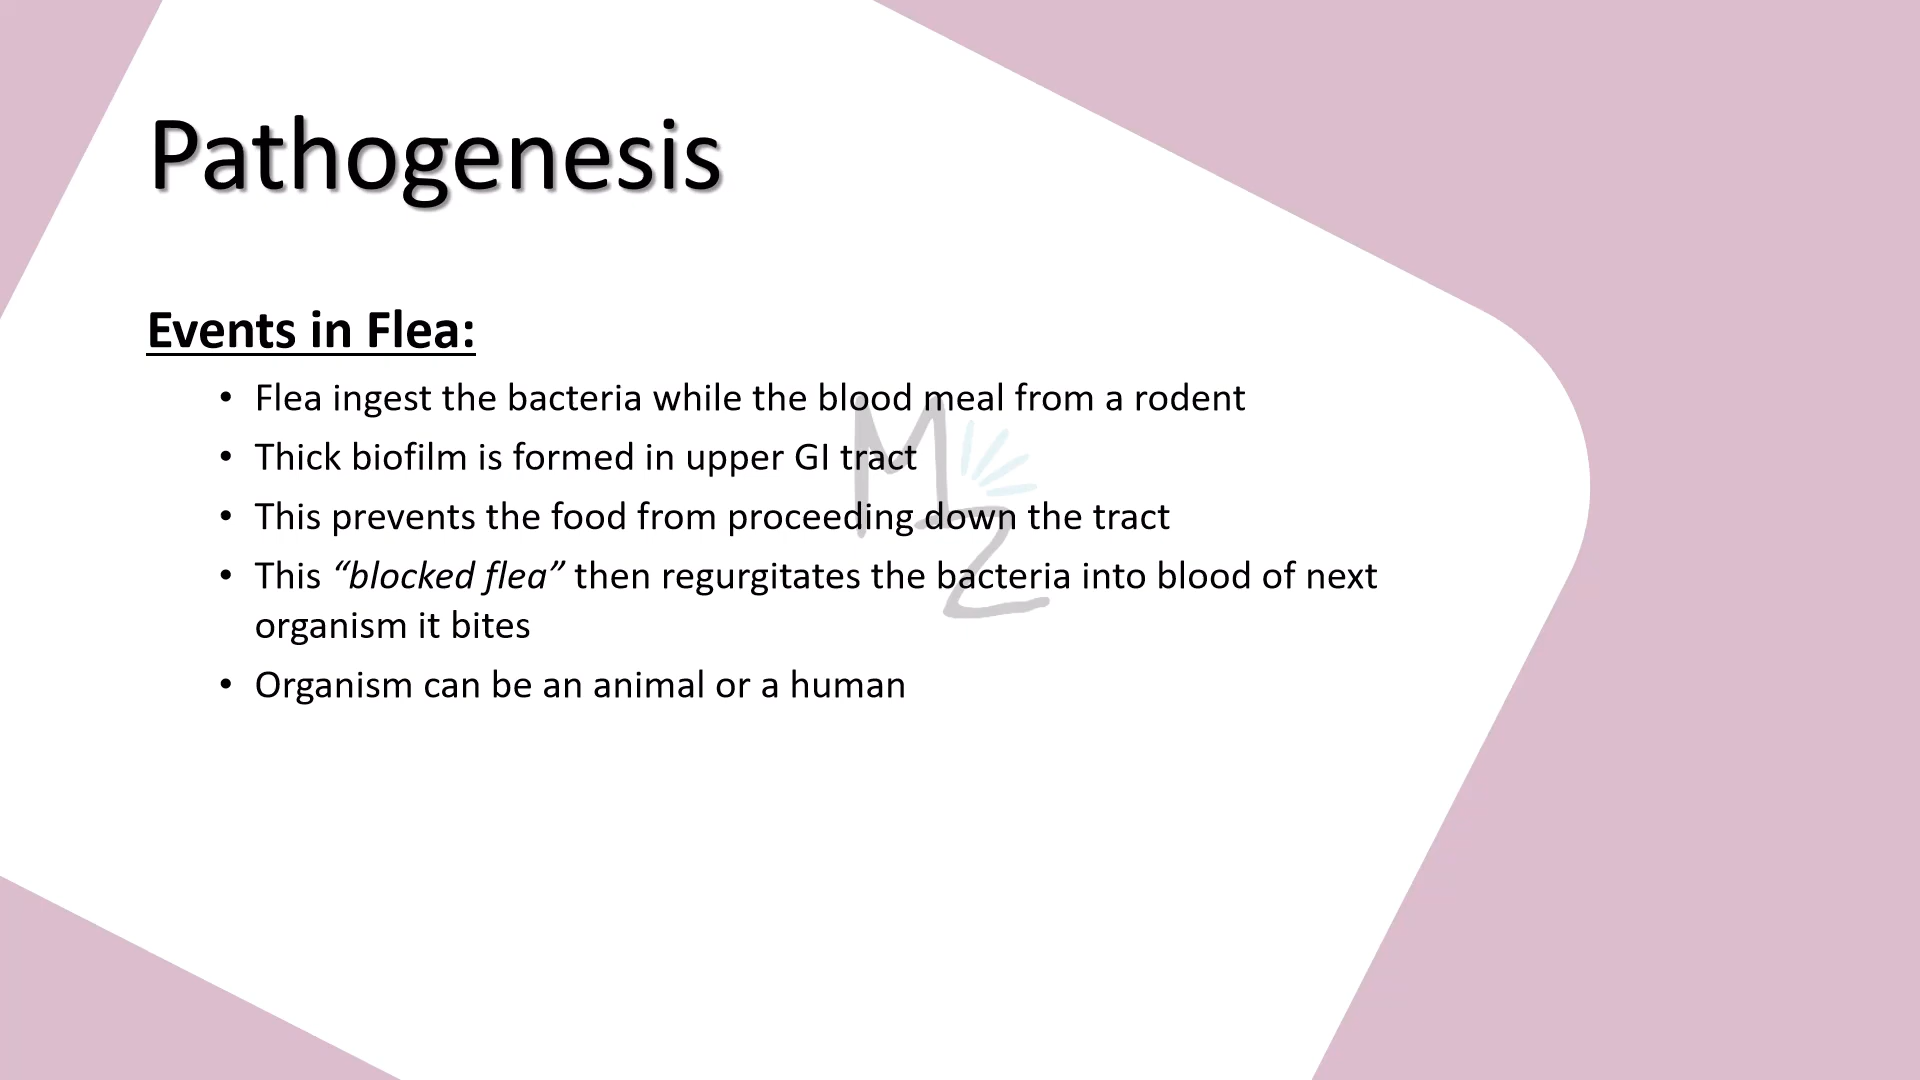 Pathogenesis
Events in Flea:
• Flea ingest the bacteria while the blood meal from a rodent
• Thick biofilm is formed in upper GI tract
• This prevents the food from proceeding down the tract
• This “blocked flea” then regurgitates the bacteria into blood of next
organism it bites
• Organism can be an animal or a human
MZ